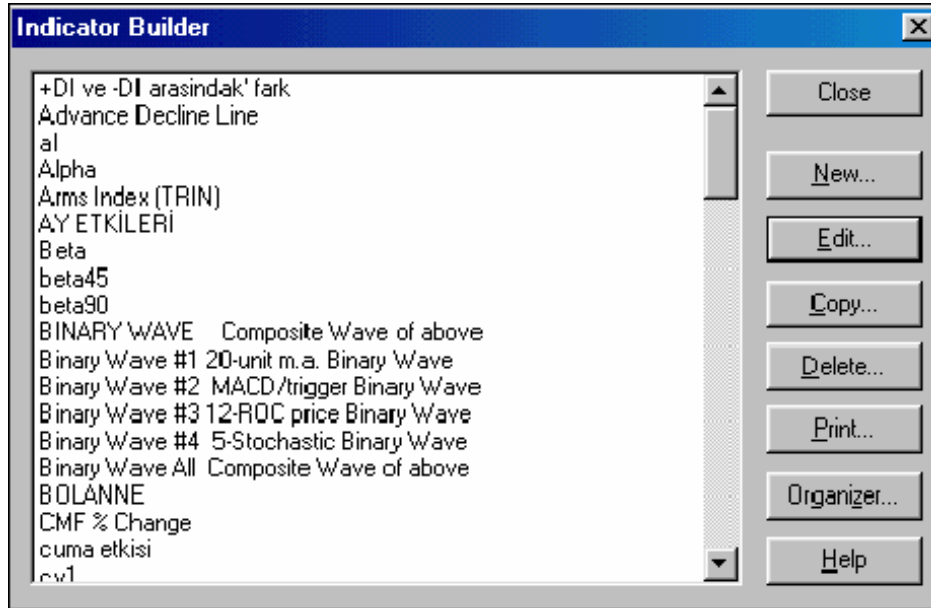 Indicator Builder
+DI ve -DI arasindak' fark
Advance Decline Line
al
Alpha
Arms Index (TRIN)
AY ETKİLERİ
Beta
beta45
beta90
BINARY WAVE Composite Wave of above
Binary Wave #1 20-unit m.a. Binary Wave
Binary Wave #2 MACD/trigger Binary Wave
Binary Wave #3 12-ROC price Binary Wave
Binary Wave #4 5-Stochastic Binary Wave
Binary Wave All Composite Wave of above
BOLANNE
CMF % Change
cuma etkisi
Close
New...
Edit...
Copy...
Delete...
Print...
Organizer...
Help